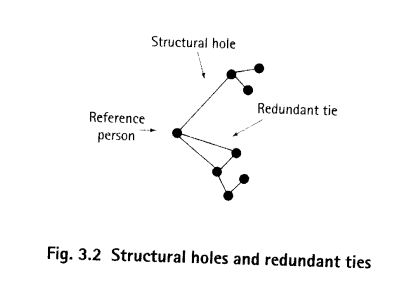 Structural hole
Redundant tie
Reference
person
Fig. 3.2 Structural holes and redundant ties